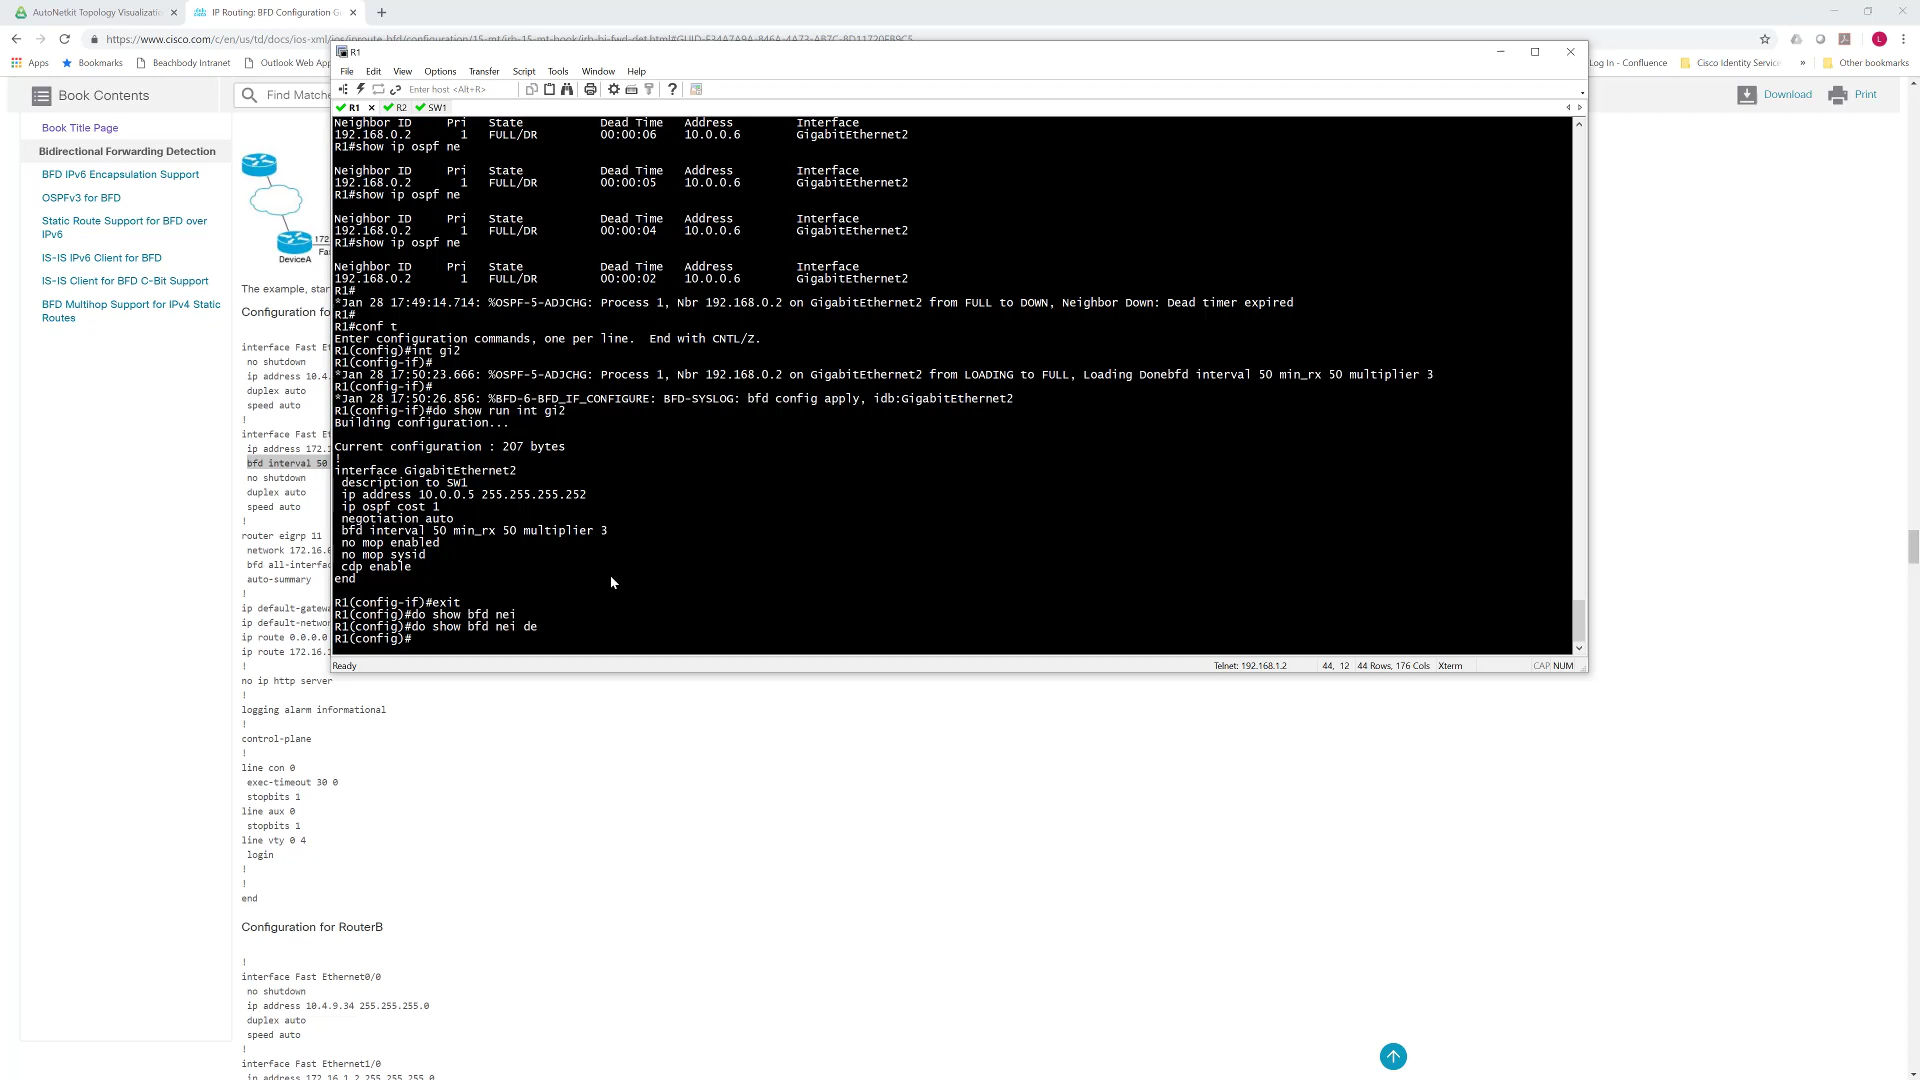 AutoNetkit Topology Visualizatio
IP Routing: BFD Configuration G
https://www.cisco.com/c/en/us/td/docs/ios-xml/ios/iproute_bfd/configuration/15-mt/irb-15-mt-book/irb-bi-fwd-det.html#GUID-
Apps
Bookmarks
Beachbody Intranet
Outlook Web App
Log In - Confluence
Cisco Identity Service
»
Other bookmarks
Book Contents
Find Matche
Download
Print
Book Title Page
Bidirectional Forwarding Detection
BFD IPv6 Encapsulation Support
OSPFv3 for BFD
Static Route Support for BFD over
IPv6
IS-IS IPv6 Client for BFD
IS-IS Client for BFD C-Bit Support
BFD Multihop Support for IPv4 Static
Routes
172
Fas
DeviceA
The example, star
Configuration fo
interface Fast Et
no shutdown
ip address 10.4.
duplex auto
speed auto
!
interface Fast Et
ip address 172.1
bfd interval 50
no shutdown
duplex auto
speed auto
!
router eigrp 11
network 172.16.0
bfd all-interfac
auto-summary
!
ip default-gatewa
ip default-networ
ip route 0.0.0.0
ip route 172.16.1
!
no ip http server
!
logging alarm informational
!
control-plane
!
line con 0
exec-timeout 30 0
stopbits 1
line aux 0
stopbits 1
line vty 0 4
login
!
!
end
Configuration for RouterB
!
interface Fast Ethernet0/0
no shutdown
ip address 10.4.9.34 255.255.255.0
duplex auto
speed auto
!
interface Fast Ethernet1/0
ip address 172.16.1.2 255.255.255.0
R1
File Edit View Options Transfer Script Tools Window Help
Enter host <Alt+R>
R1 R2 SW1
Neighbor ID     Pri   State           Dead Time   Address         Interface
192.168.0.2       1   FULL/DR         00:00:06    10.0.0.6        GigabitEthernet2
R1#show ip ospf ne
Neighbor ID     Pri   State           Dead Time   Address         Interface
192.168.0.2       1   FULL/DR         00:00:05    10.0.0.6        GigabitEthernet2
R1#show ip ospf ne
Neighbor ID     Pri   State           Dead Time   Address         Interface
192.168.0.2       1   FULL/DR         00:00:04    10.0.0.6        GigabitEthernet2
R1#show ip ospf ne
Neighbor ID     Pri   State           Dead Time   Address         Interface
192.168.0.2       1   FULL/DR         00:00:02    10.0.0.6        GigabitEthernet2
R1#
*Jan 28 17:49:14.714: %OSPF-5-ADJCHG: Process 1, Nbr 192.168.0.2 on GigabitEthernet2 from FULL to DOWN, Neighbor Down: Dead timer expired
R1#
R1#conf t
Enter configuration commands, one per line.  End with CNTL/Z.
R1(config)#int gi2
R1(config-if)#
*Jan 28 17:50:23.666: %OSPF-5-ADJCHG: Process 1, Nbr 192.168.0.2 on GigabitEthernet2 from LOADING to FULL, Loading Donebfd interval 50 min_rx 50 multiplier 3
R1(config-if)#
*Jan 28 17:50:26.856: %BFD-6-BFD_IF_CONFIGURE: BFD-SYSLOG: bfd config apply, idb:GigabitEthernet2
R1(config-if)#do show run int gi2
Building configuration...
Current configuration : 207 bytes
!
interface GigabitEthernet2
description to SW1
ip address 10.0.0.5 255.255.255.252
ip ospf cost 1
negotiation auto
bfd interval 50 min_rx 50 multiplier 3
no mop enabled
no mop sysid
cdp enable
end
R1(config-if)#exit
R1(config)#do show bfd nei
R1(config)#do show bfd nei de
R1(config)#
Ready
Telnet: 192.168.1.2
44, 12
44 Rows, 176 Cols
Xterm
CAP NUM